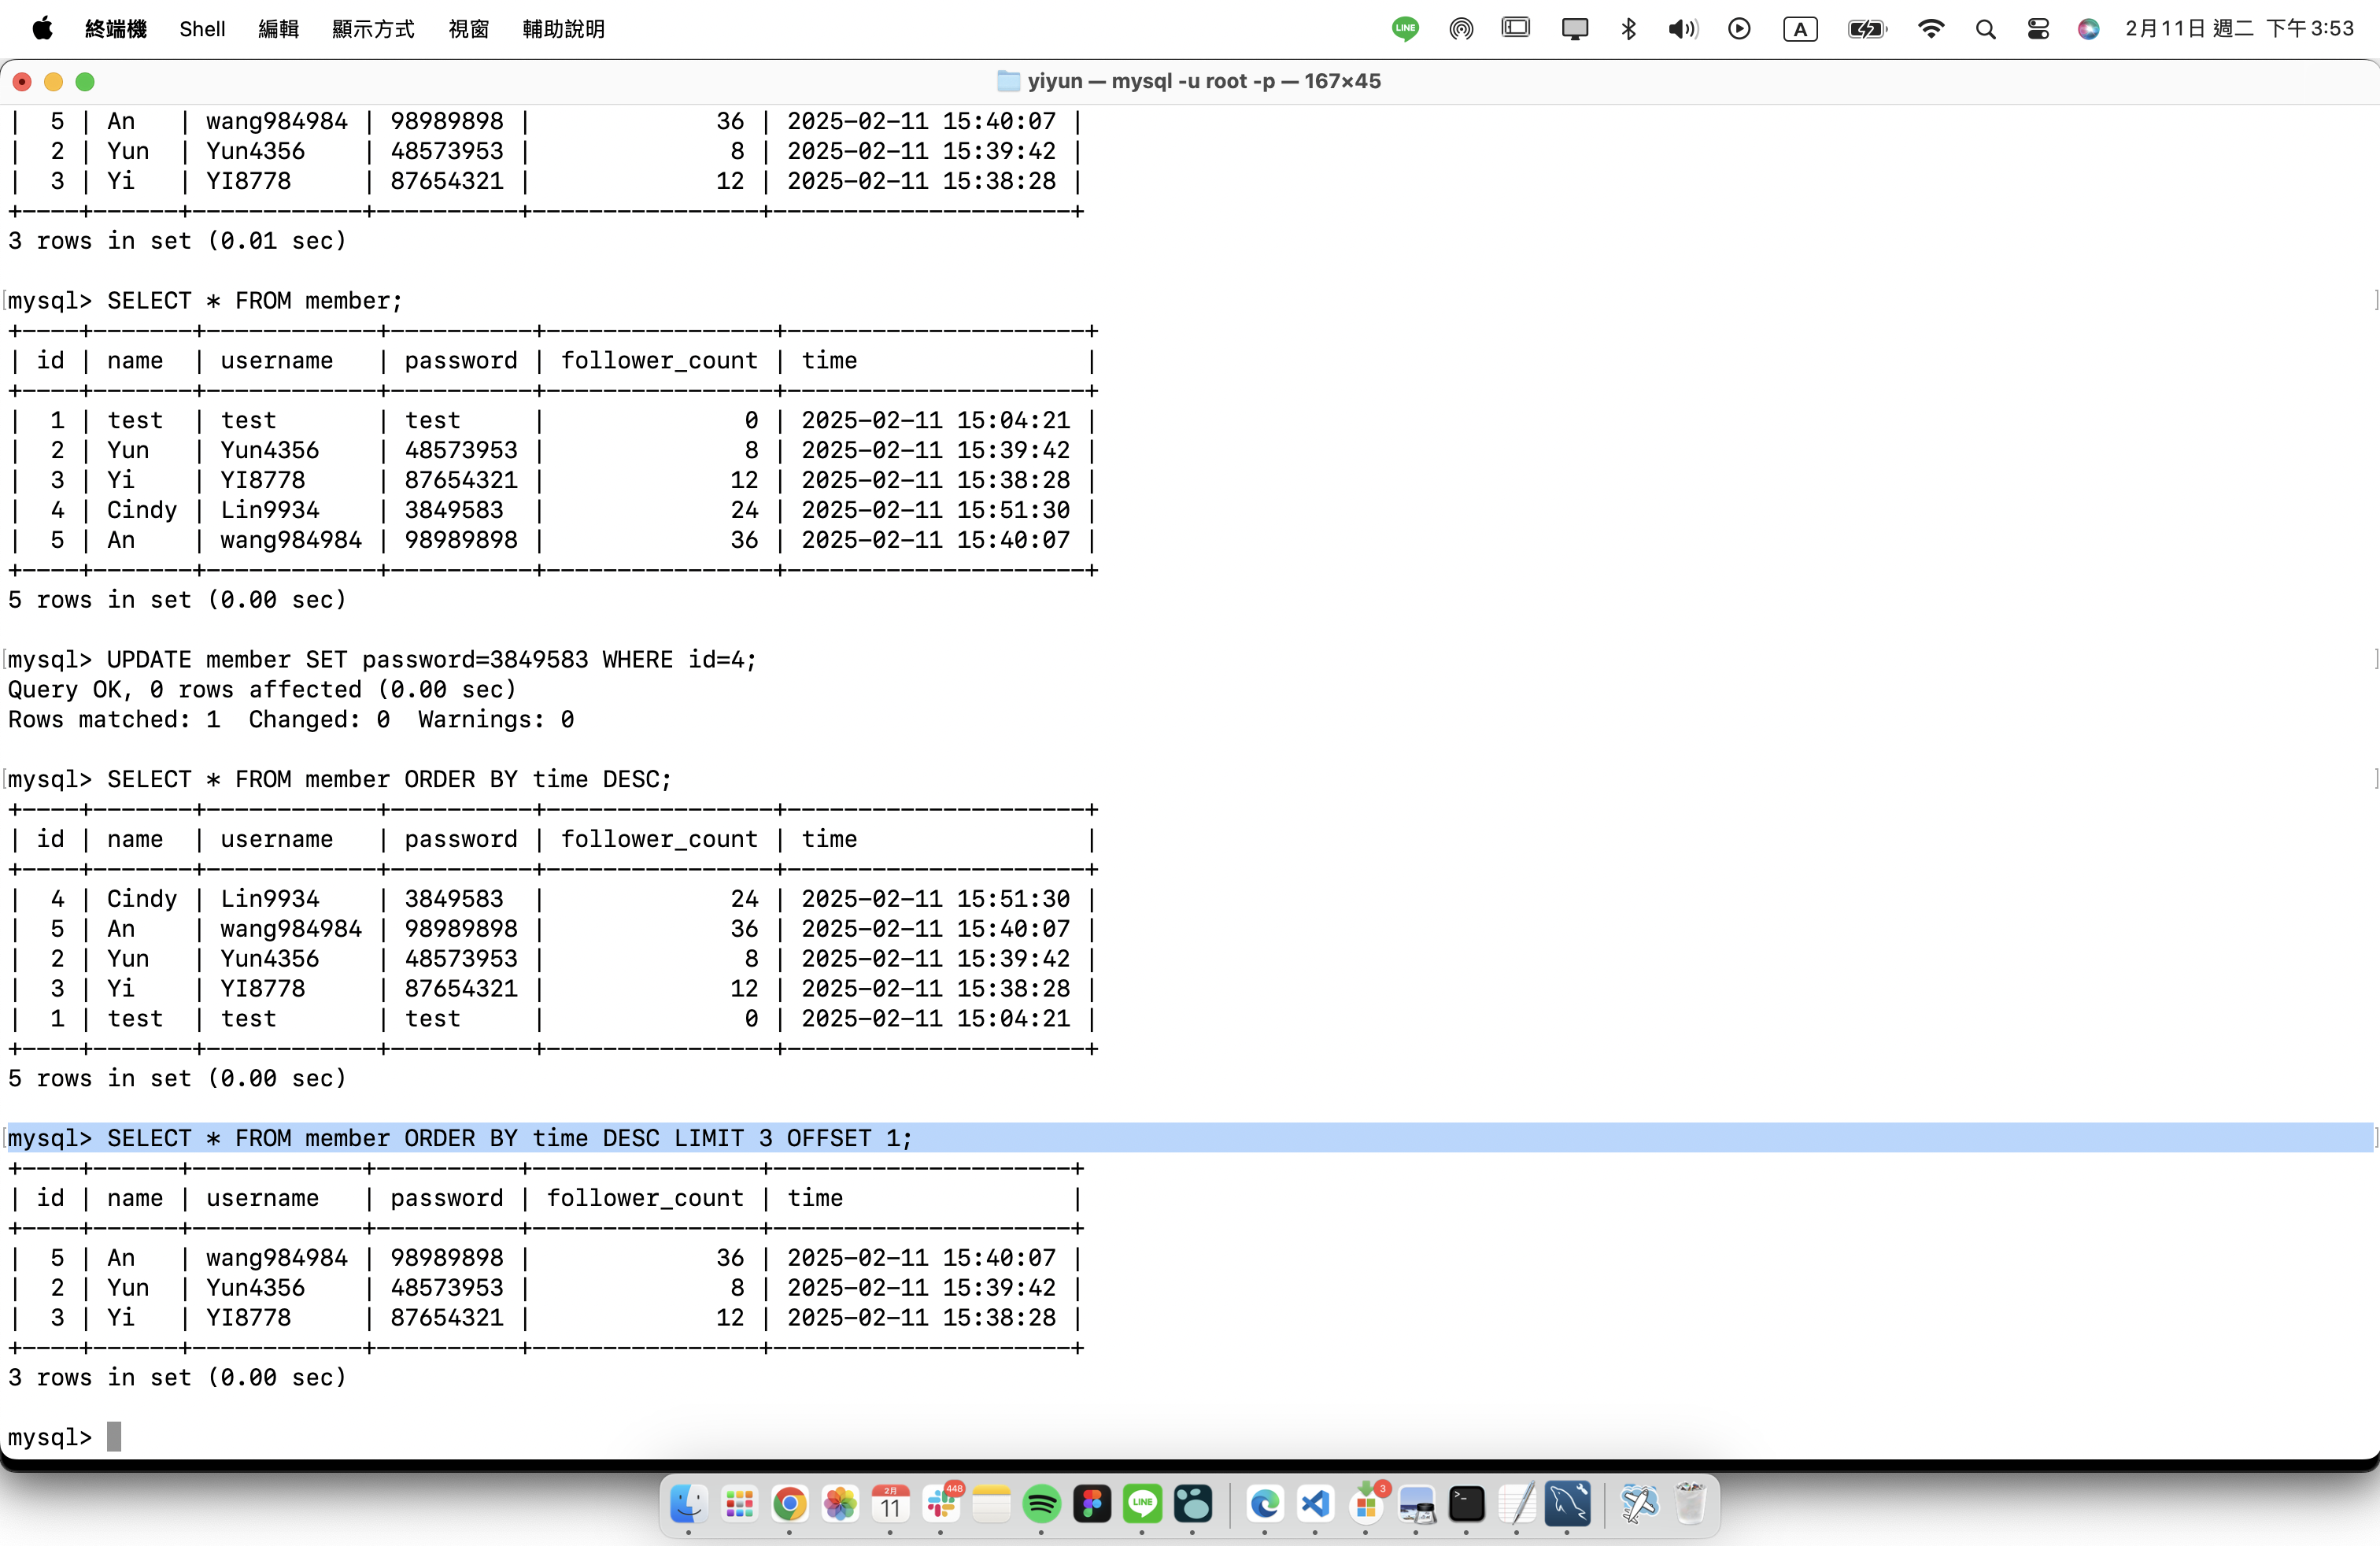 終端機 Shell 編輯 顯示方式 視窗 輔助說明 LINE A 2月11日 週二 下午3:53
yiyun — mysql -u root -p — 167×45
|  5 | An   | wang984984 | 98989898 |             36 | 2025-02-11 15:40:07 |
|  2 | Yun  | Yun4356    | 48573953 |              8 | 2025-02-11 15:39:42 |
|  3 | Yi   | YI8778     | 87654321 |             12 | 2025-02-11 15:38:28 |
+----+------+------------+----------+----------------+---------------------+
3 rows in set (0.01 sec)
mysql> SELECT * FROM member;
+----+-------+------------+----------+----------------+---------------------+
| id | name  | username   | password | follower_count | time                |
+----+-------+------------+----------+----------------+---------------------+
|  1 | test  | test       | test     |              0 | 2025-02-11 15:04:21 |
|  2 | Yun   | Yun4356    | 48573953 |              8 | 2025-02-11 15:39:42 |
|  3 | Yi    | YI8778     | 87654321 |             12 | 2025-02-11 15:38:28 |
|  4 | Cindy | Lin9934    | 3849583  |             24 | 2025-02-11 15:51:30 |
|  5 | An    | wang984984 | 98989898 |             36 | 2025-02-11 15:40:07 |
+----+-------+------------+----------+----------------+---------------------+
5 rows in set (0.00 sec)
mysql> UPDATE member SET password=3849583 WHERE id=4;
Query OK, 0 rows affected (0.00 sec)
Rows matched: 1  Changed: 0  Warnings: 0
mysql> SELECT * FROM member ORDER BY time DESC;
+----+-------+------------+----------+----------------+---------------------+
| id | name  | username   | password | follower_count | time                |
+----+-------+------------+----------+----------------+---------------------+
|  4 | Cindy | Lin9934    | 3849583  |             24 | 2025-02-11 15:51:30 |
|  5 | An    | wang984984 | 98989898 |             36 | 2025-02-11 15:40:07 |
|  2 | Yun   | Yun4356    | 48573953 |              8 | 2025-02-11 15:39:42 |
|  3 | Yi    | YI8778     | 87654321 |             12 | 2025-02-11 15:38:28 |
|  1 | test  | test       | test     |              0 | 2025-02-11 15:04:21 |
+----+-------+------------+----------+----------------+---------------------+
5 rows in set (0.00 sec)
mysql> SELECT * FROM member ORDER BY time DESC LIMIT 3 OFFSET 1;
+----+------+------------+----------+----------------+---------------------+
| id | name | username   | password | follower_count | time                |
+----+------+------------+----------+----------------+---------------------+
|  5 | An   | wang984984 | 98989898 |             36 | 2025-02-11 15:40:07 |
|  2 | Yun  | Yun4356    | 48573953 |              8 | 2025-02-11 15:39:42 |
|  3 | Yi   | YI8778     | 87654321 |             12 | 2025-02-11 15:38:28 |
+----+------+------------+----------+----------------+---------------------+
3 rows in set (0.00 sec)
mysql>
2月 448 3
11 LINE >_